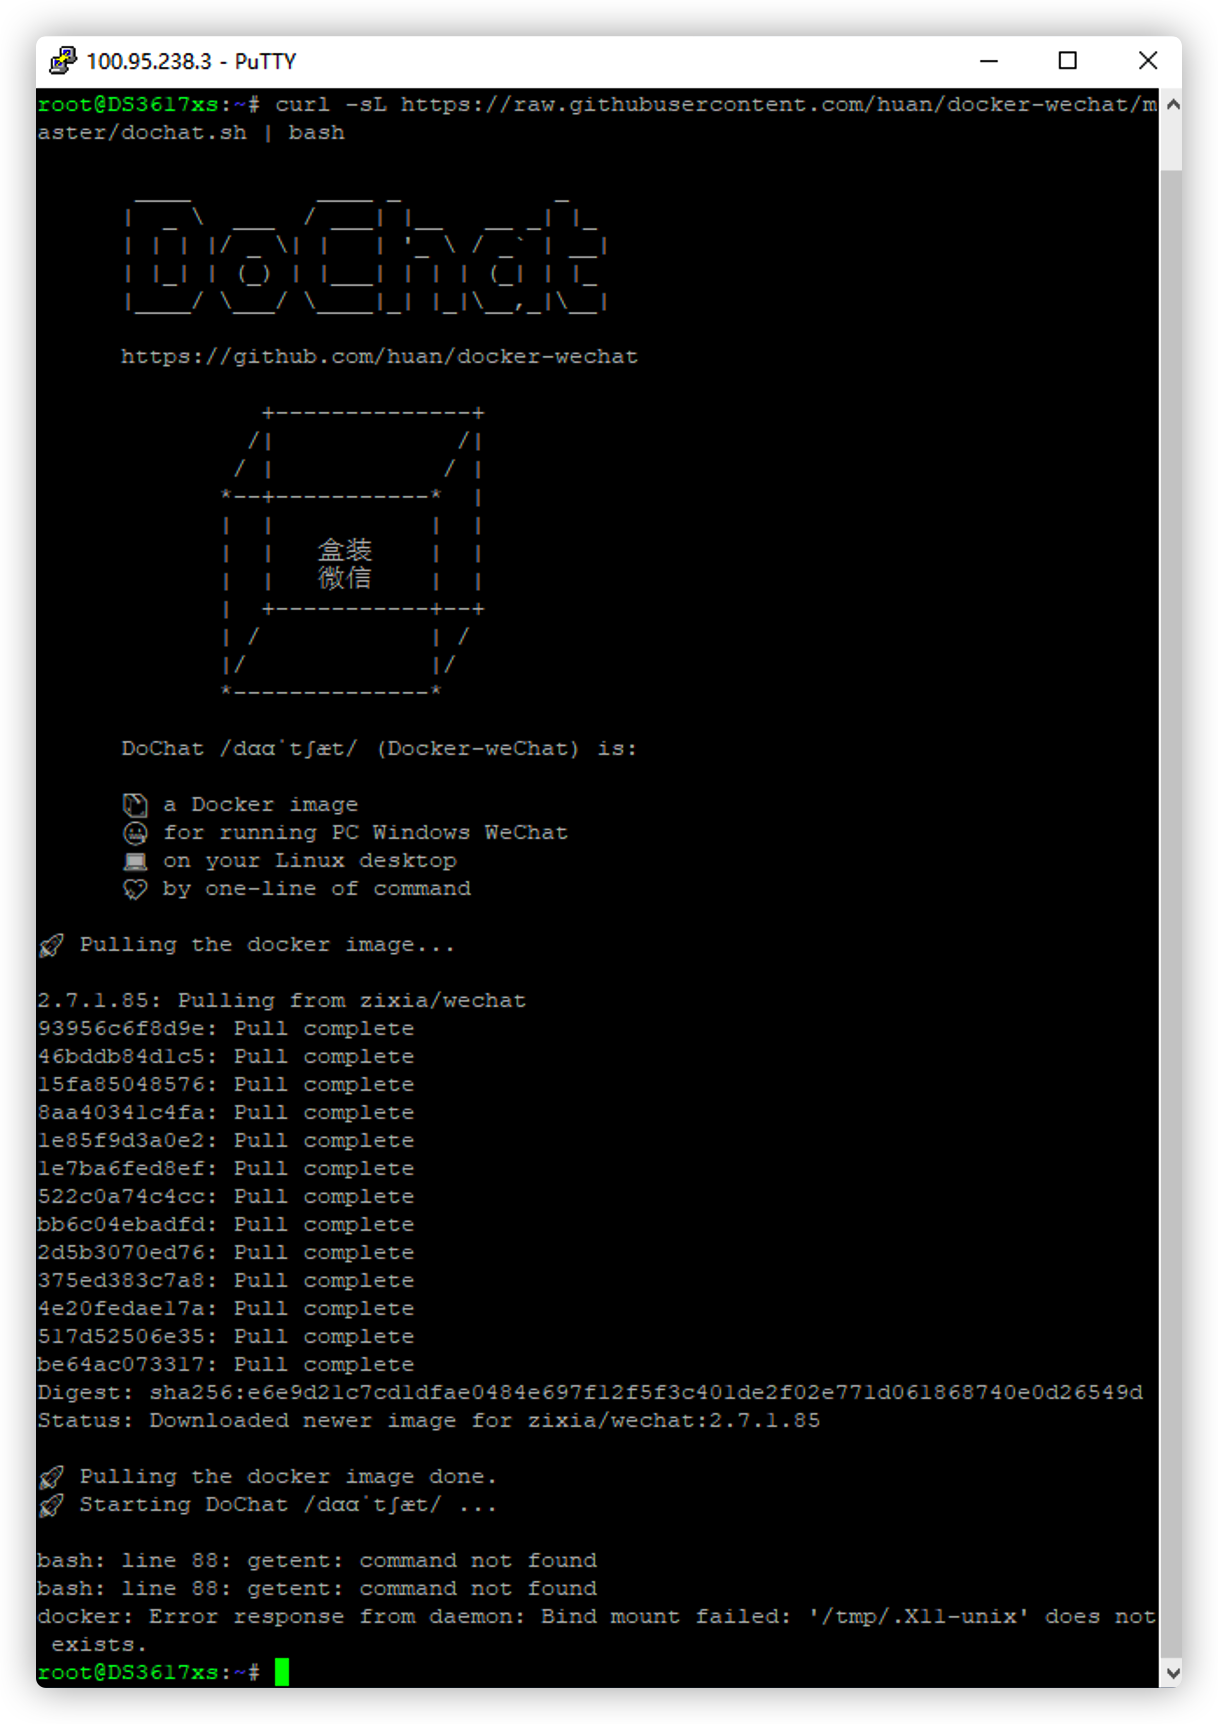 100.95.238.3 - PuTTY
root@DS3617xs:~# curl -sL https://raw.githubusercontent.com/huan/docker-wechat/m
aster/dochat.sh | bash
DoChat
https://github.com/huan/docker-wechat
盒装
微信
DoChat /dɑɑˈtʃæt/ (Docker-weChat) is:
a Docker image
for running PC Windows WeChat
on your Linux desktop
by one-line of command
Pulling the docker image...
2.7.1.85: Pulling from zixia/wechat
93956c6f8d9e: Pull complete
46bddb84d1c5: Pull complete
15fa85048576: Pull complete
8aa40341c4fa: Pull complete
1e85f9d3a0e2: Pull complete
1e7ba6fed8ef: Pull complete
522c0a74c4cc: Pull complete
bb6c04ebadfd: Pull complete
2d5b3070ed76: Pull complete
375ed383c7a8: Pull complete
4e20fedae17a: Pull complete
517d52506e35: Pull complete
be64ac073317: Pull complete
Digest: sha256:e6e9d21c7cd1dfae0484e697f12f5f3c401de2f02e771d061868740e0d26549d
Status: Downloaded newer image for zixia/wechat:2.7.1.85
Pulling the docker image done.
Starting DoChat /dɑɑˈtʃæt/ ...
bash: line 88: getent: command not found
bash: line 88: getent: command not found
docker: Error response from daemon: Bind mount failed: '/tmp/.X11-unix' does not
exists.
root@DS3617xs:~#